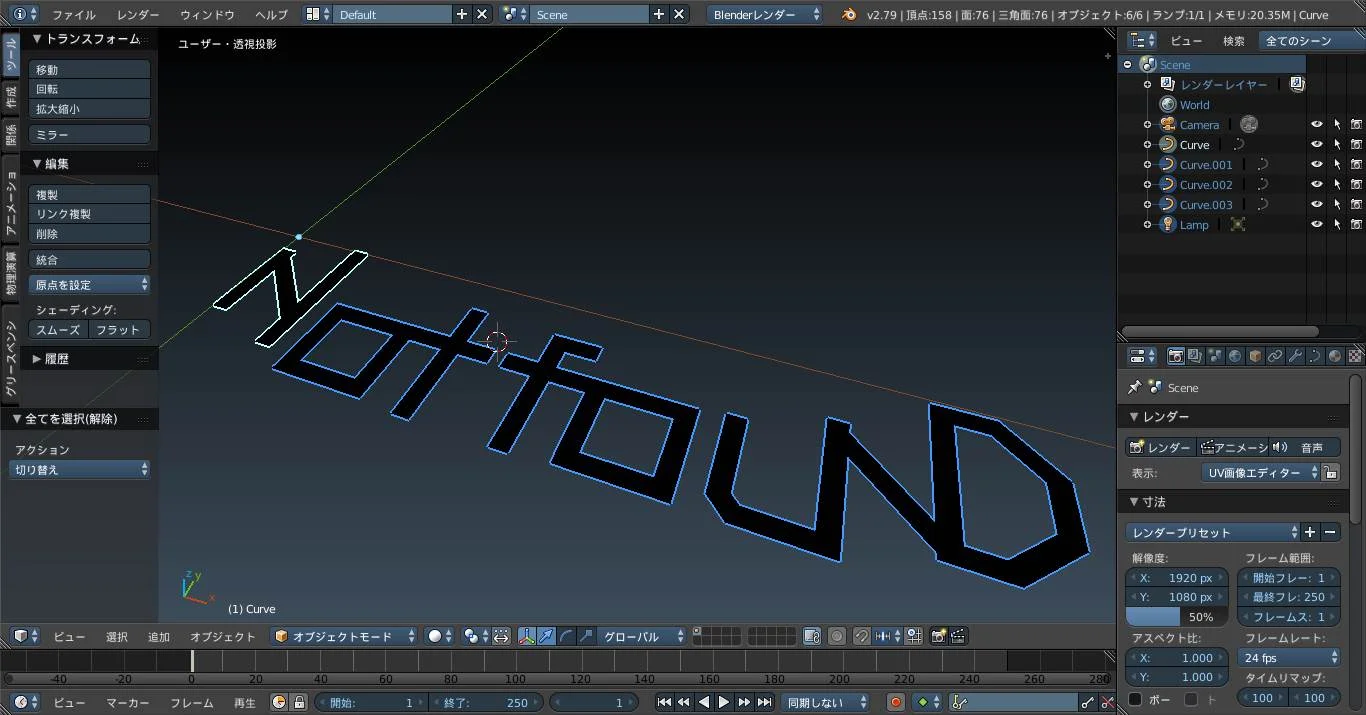 ファイル レンダー ウィンドウ ヘルプ Default Scene Blenderレンダー v2.79 | 頂点:158 | 面:76 | 三角面:76 | オブジェクト:6/6 | ランプ:1/1 | メモリ:20.35M | Curve
ツール
作成
関係
アニメーショ
物理演算
グリースペンシ
トランスフォーム
移動
回転
拡大縮小
ミラー
編集
複製
リンク複製
削除
統合
原点を設定
シェーディング:
スムーズ フラット
履歴
全てを選択(解除)
アクション
切り替え
ユーザー・透視投影
Not found
z y x
(1) Curve
ビュー 選択 追加 オブジェクト オブジェクトモード グローバル
-40 -20 0 20 40 60 80 100 120 140 160 180 200 220 240 260 280
ビュー マーカー フレーム 再生 開始: 1 終了: 250 1 同期しない
ビュー 検索 全てのシーン
Scene
レンダーレイヤー
World
Camera
Curve
Curve.001
Curve.002
Curve.003
Lamp
Scene
レンダー
レンダー アニメーシ 音声
表示: UV画像エディター
寸法
レンダープリセット
解像度: フレーム範囲:
X: 1920 px 開始フレー: 1
Y: 1080 px 最終フレ: 250
50% フレームス: 1
アスペクト比: フレームレート:
X: 1.000 24 fps
Y: 1.000 タイムリマップ:
ボー ト 100 100